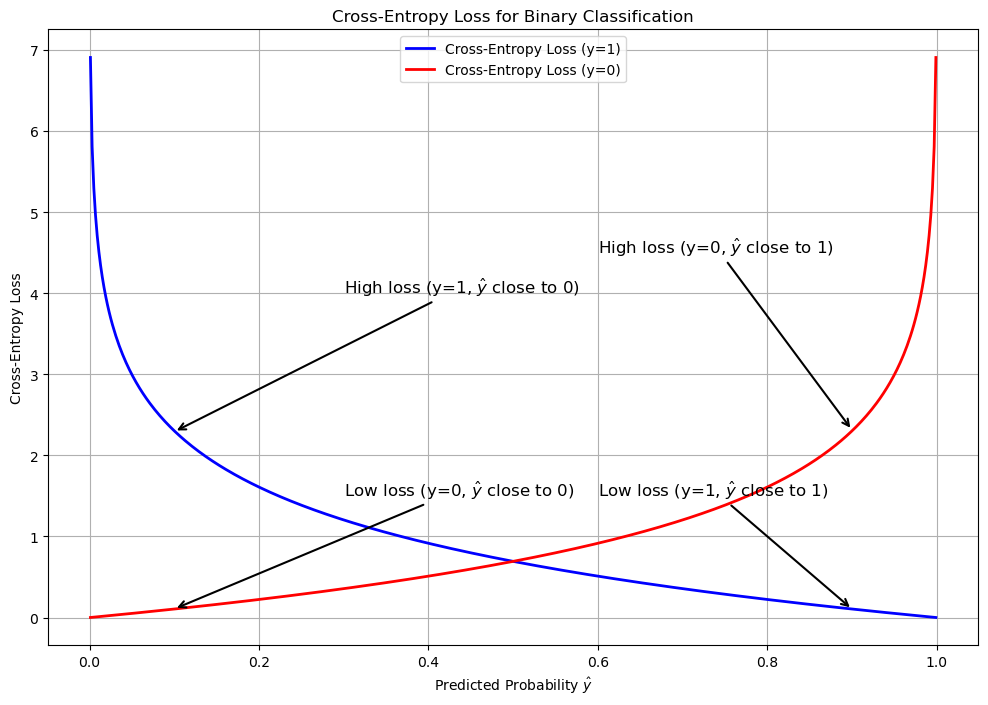 Cross-Entropy Loss for Binary Classification
Cross-Entropy Loss (y=1)
Cross-Entropy Loss (y=0)
7
6
5
4
3
2
1
0
Cross-Entropy Loss
High loss (y=0, ŷ close to 1)
High loss (y=1, ŷ close to 0)
Low loss (y=0, ŷ close to 0)
Low loss (y=1, ŷ close to 1)
0.0 0.2 0.4 0.6 0.8 1.0
Predicted Probability ŷ